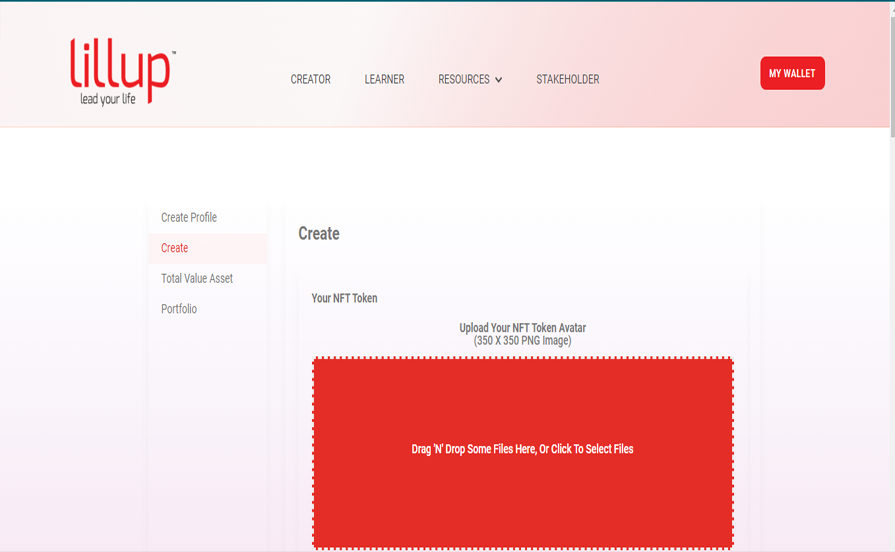 lillup™
lead your life
CREATOR
LEARNER
RESOURCES
STAKEHOLDER
MY WALLET
Create Profile
Create
Total Value Asset
Portfolio
Create
Your NFT Token
Upload Your NFT Token Avatar
(350 X 350 PNG Image)
Drag 'N' Drop Some Files Here, Or Click To Select Files